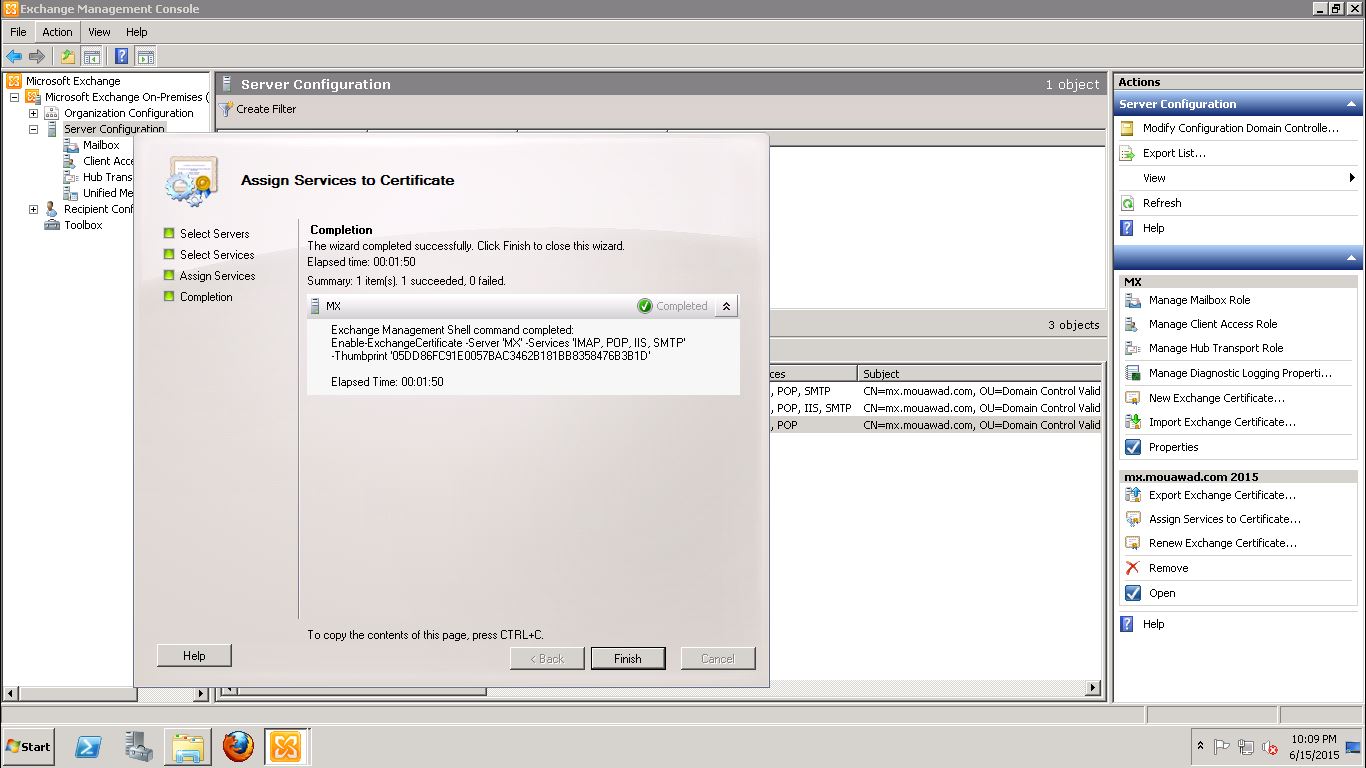 Exchange Management Console
File Action View Help
Microsoft Exchange
Microsoft Exchange On-Premises (
Organization Configuration
Server Configuration
Mailbox
Client Acce
Hub Trans
Unified Me
Recipient Conf
Toolbox
Server Configuration 1 object
Create Filter
Assign Services to Certificate
Select Servers
Select Services
Assign Services
Completion
Completion
The wizard completed successfully. Click Finish to close this wizard.
Elapsed time: 00:01:50
Summary: 1 item(s). 1 succeeded, 0 failed.
MX Completed
Exchange Management Shell command completed:
Enable-ExchangeCertificate -Server 'MX' -Services 'IMAP, POP, IIS, SMTP'
-Thumbprint '05DD86FC91E0057BAC3462B181BB8358476B3B1D'
Elapsed Time: 00:01:50
To copy the contents of this page, press CTRL+C.
Help
< Back
Finish
Cancel
3 objects
ces Subject
, POP, SMTP CN=mx.mouawad.com, OU=Domain Control Valid
, POP, IIS, SMTP CN=mx.mouawad.com, OU=Domain Control Valid
, POP CN=mx.mouawad.com, OU=Domain Control Valid
Actions
Server Configuration
Modify Configuration Domain Controlle...
Export List...
View
Refresh
Help
MX
Manage Mailbox Role
Manage Client Access Role
Manage Hub Transport Role
Manage Diagnostic Logging Properti...
New Exchange Certificate...
Import Exchange Certificate...
Properties
mx.mouawad.com 2015
Export Exchange Certificate...
Assign Services to Certificate...
Renew Exchange Certificate...
Remove
Open
Help
Start
10:09 PM
6/15/2015